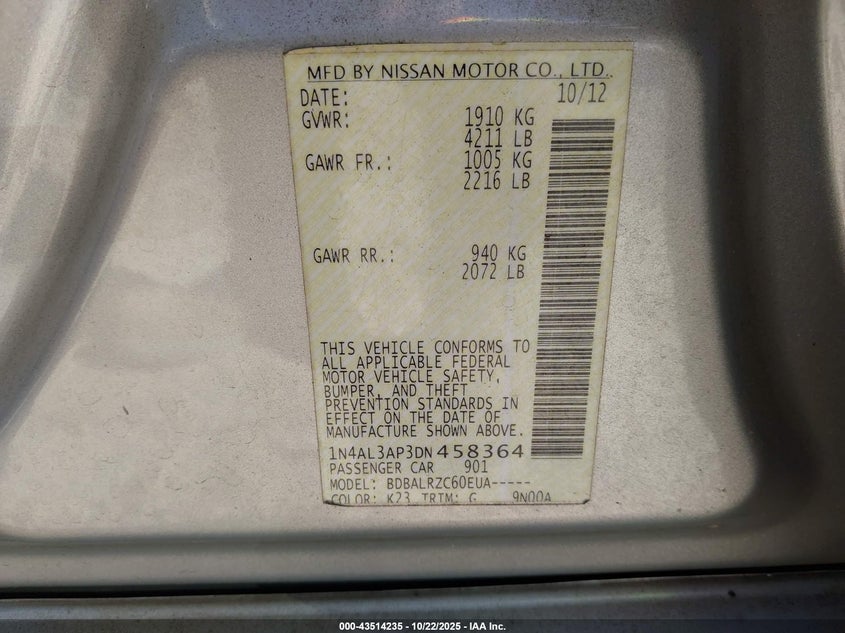 MFD BY NISSAN MOTOR CO., LTD.
DATE: 10/12
GVWR: 1910 KG
4211 LB
GAWR FR.: 1005 KG
2216 LB
GAWR RR.: 940 KG
2072 LB
THIS VEHICLE CONFORMS TO
ALL APPLICABLE FEDERAL
MOTOR VEHICLE SAFETY,
BUMPER, AND THEFT
PREVENTION STANDARDS IN
EFFECT ON THE DATE OF
MANUFACTURE SHOWN ABOVE.
1N4AL3AP3DN458364
PASSENGER CAR 901
MODEL: BDBALRZC60EUA-----
COLOR: K23 TRIM: G 9N00A
000-43514235 - 10/22/2025 - IAA Inc.